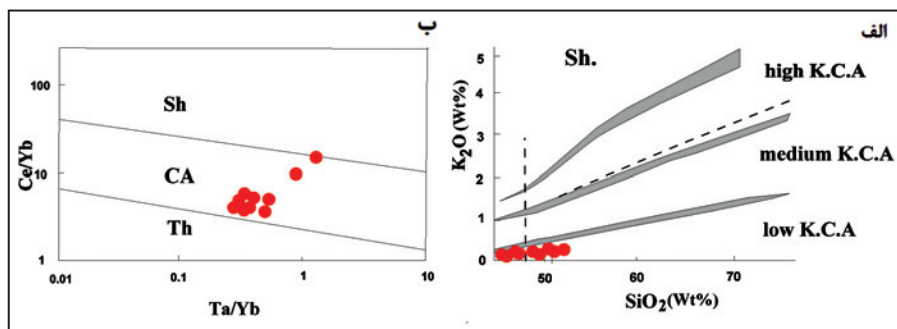 ب
Ce/Yb
100
10
1
Sh
CA
Th
0.01
0.1
1
10
Ta/Yb
الف
K2O (Wt%)
5
4
3
2
1
0
Sh.
high K.C.A
medium K.C.A
low K.C.A
50
60
70
SiO2(Wt%)